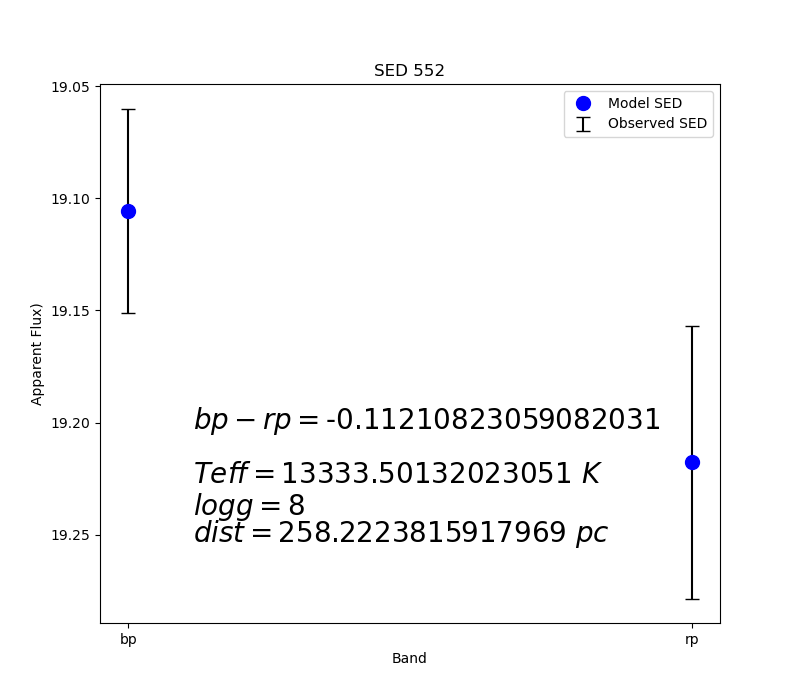 SED 552
Model SED
Observed SED
19.05
19.10
19.15
19.20
19.25
Apparent Flux)
bp − rp = -0.11210823059082031
Teff = 13333.50132023051 K
logg = 8
dist = 258.2223815917969 pc
bp
rp
Band